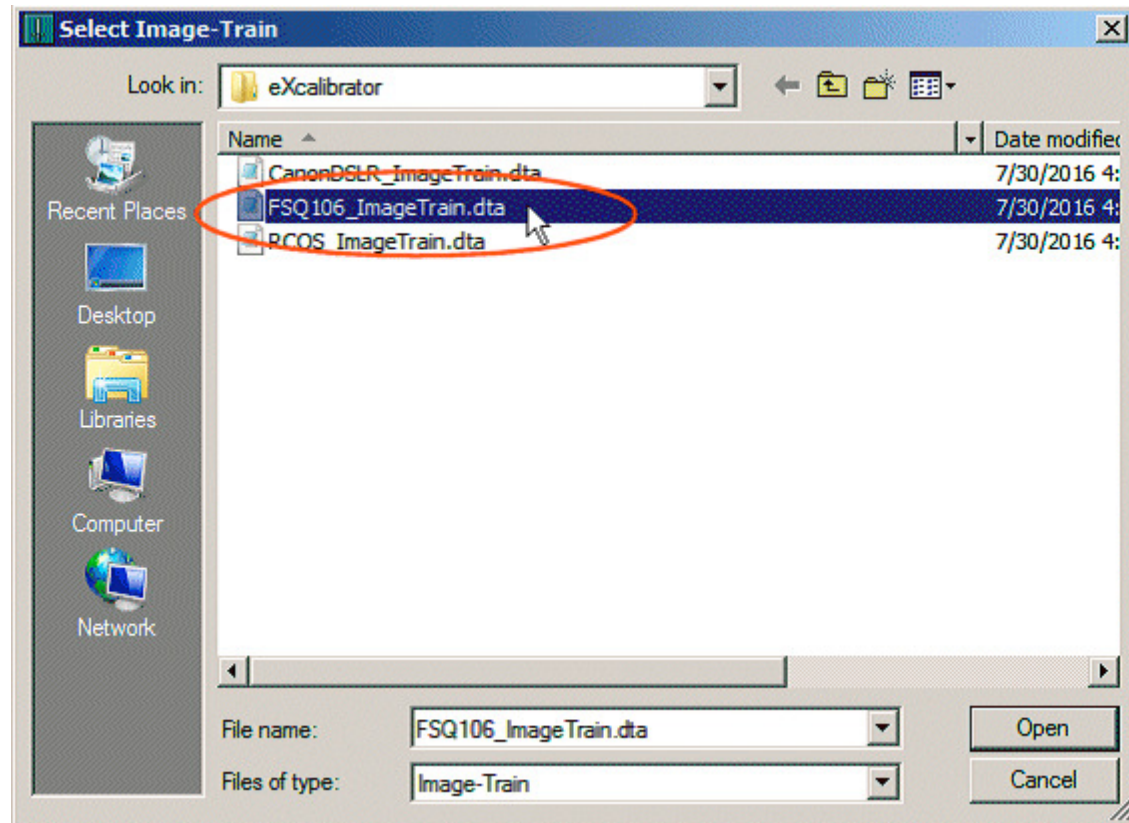 Select Image-Train
Look in: eXcalibrator
Name Date modified
CanonDSLR_ImageTrain.dta 7/30/2016 4:
FSQ106_ImageTrain.dta 7/30/2016 4:
RCOS_ImageTrain.dta 7/30/2016 4:
Recent Places
Desktop
Libraries
Computer
Network
File name: FSQ106_ImageTrain.dta Open
Files of type: Image-Train Cancel